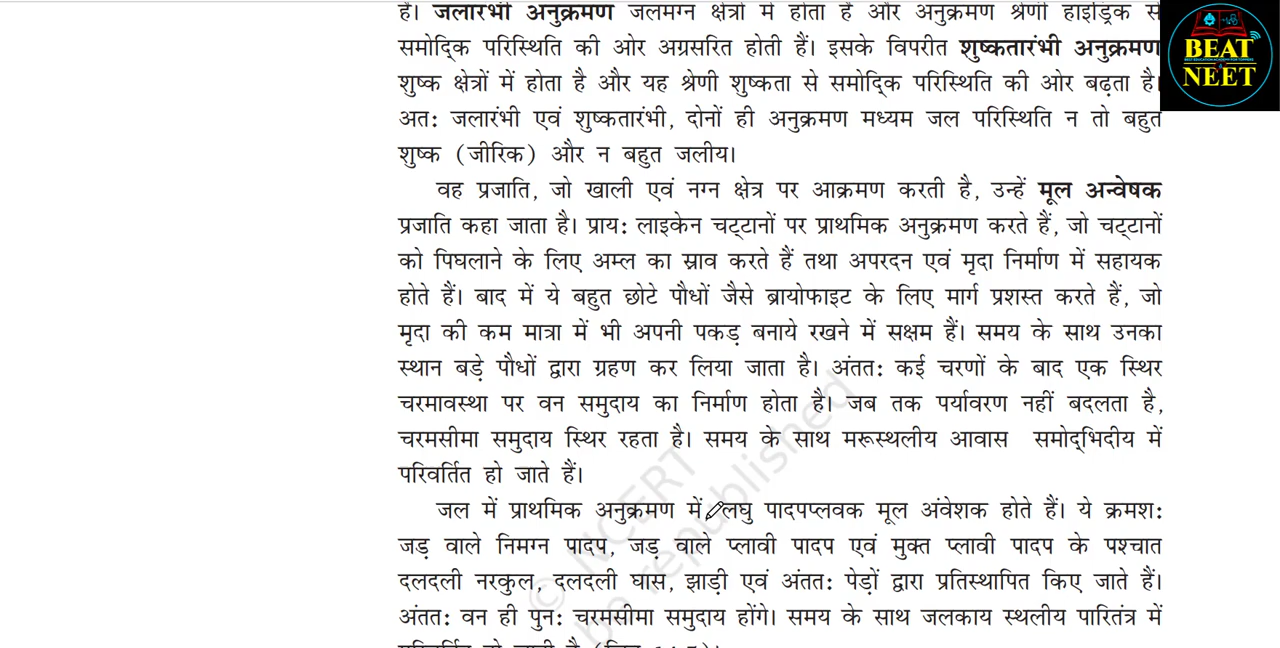 हैं। जलारंभी अनुक्रमण जलमग्न क्षेत्रों में होता हैं और अनुक्रमण श्रेणी हाइड्रिक से
समोद्कि परिस्थिति की ओर अग्रसरित होती हैं। इसके विपरीत शुष्कतारंभी अनुक्रमण
शुष्क क्षेत्रों में होता है और यह श्रेणी शुष्कता से समोद्कि परिस्थिति की ओर बढ़ता है।
अत: जलारंभी एवं शुष्कतारंभी, दोनों ही अनुक्रमण मध्यम जल परिस्थिति न तो बहुत
शुष्क (जीरिक) और न बहुत जलीय।
वह प्रजाति, जो खाली एवं नग्न क्षेत्र पर आक्रमण करती है, उन्हें मूल अन्वेषक
प्रजाति कहा जाता है। प्राय: लाइकेन चट्टानों पर प्राथमिक अनुक्रमण करते हैं, जो चट्टानों
को पिघलाने के लिए अम्ल का स्राव करते हैं तथा अपरदन एवं मृदा निर्माण में सहायक
होते हैं। बाद में ये बहुत छोटे पौधों जैसे ब्रायोफाइट के लिए मार्ग प्रशस्त करते हैं, जो
मृदा की कम मात्रा में भी अपनी पकड़ बनाये रखने में सक्षम हैं। समय के साथ उनका
स्थान बड़े पौधों द्वारा ग्रहण कर लिया जाता है। अंतत: कई चरणों के बाद एक स्थिर
चरमावस्था पर वन समुदाय का निर्माण होता है। जब तक पर्यावरण नहीं बदलता है,
चरमसीमा समुदाय स्थिर रहता है। समय के साथ मरूस्थलीय आवास समोद्भिदीय में
परिवर्तित हो जाते हैं।
जल में प्राथमिक अनुक्रमण में लघु पादपप्लवक मूल अंवेशक होते हैं। ये क्रमश:
जड़ वाले निमग्न पादप, जड़ वाले प्लावी पादप एवं मुक्त प्लावी पादप के पश्चात
दलदली नरकुल, दलदली घास, झाड़ी एवं अंतत: पेड़ों द्वारा प्रतिस्थापित किए जाते हैं।
अंतत: वन ही पुन: चरमसीमा समुदाय होंगे। समय के साथ जलकाय स्थलीय पारितंत्र में
BEAT
NEET
© NCERT
be republished